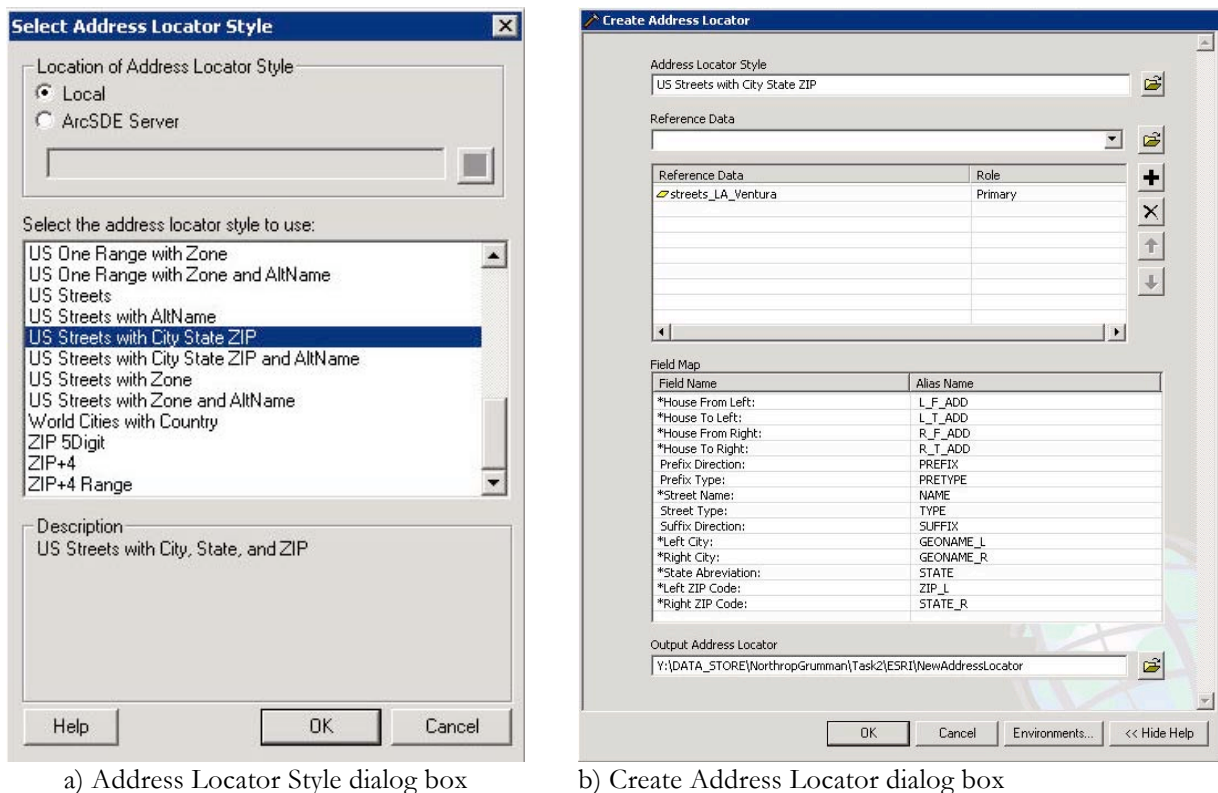 Select Address Locator Style
Location of Address Locator Style
Local
ArcSDE Server
Select the address locator style to use:
US One Range with Zone
US One Range with Zone and AltName
US Streets
US Streets with AltName
US Streets with City State ZIP
US Streets with City State ZIP and AltName
US Streets with Zone
US Streets with Zone and AltName
World Cities with Country
ZIP 5Digit
ZIP+4
ZIP+4 Range
Description
US Streets with City, State, and ZIP
Help OK Cancel
a) Address Locator Style dialog box
Create Address Locator
Address Locator Style
US Streets with City State ZIP
Reference Data
Reference Data Role
streets_LA_Ventura Primary
Field Map
Field Name Alias Name
*House From Left: L_F_ADD
*House To Left: L_T_ADD
*House From Right: R_F_ADD
*House To Right: R_T_ADD
Prefix Direction: PREFIX
Prefix Type: PRETYPE
*Street Name: NAME
Street Type: TYPE
Suffix Direction: SUFFIX
*Left City: GEONAME_L
*Right City: GEONAME_R
*State Abreviation: STATE
*Left ZIP Code: ZIP_L
*Right ZIP Code: STATE_R
Output Address Locator
Y:\DATA_STORE\NorthropGrumman\Task2\ESRI\NewAddressLocator
OK Cancel Environments... << Hide Help
b) Create Address Locator dialog box